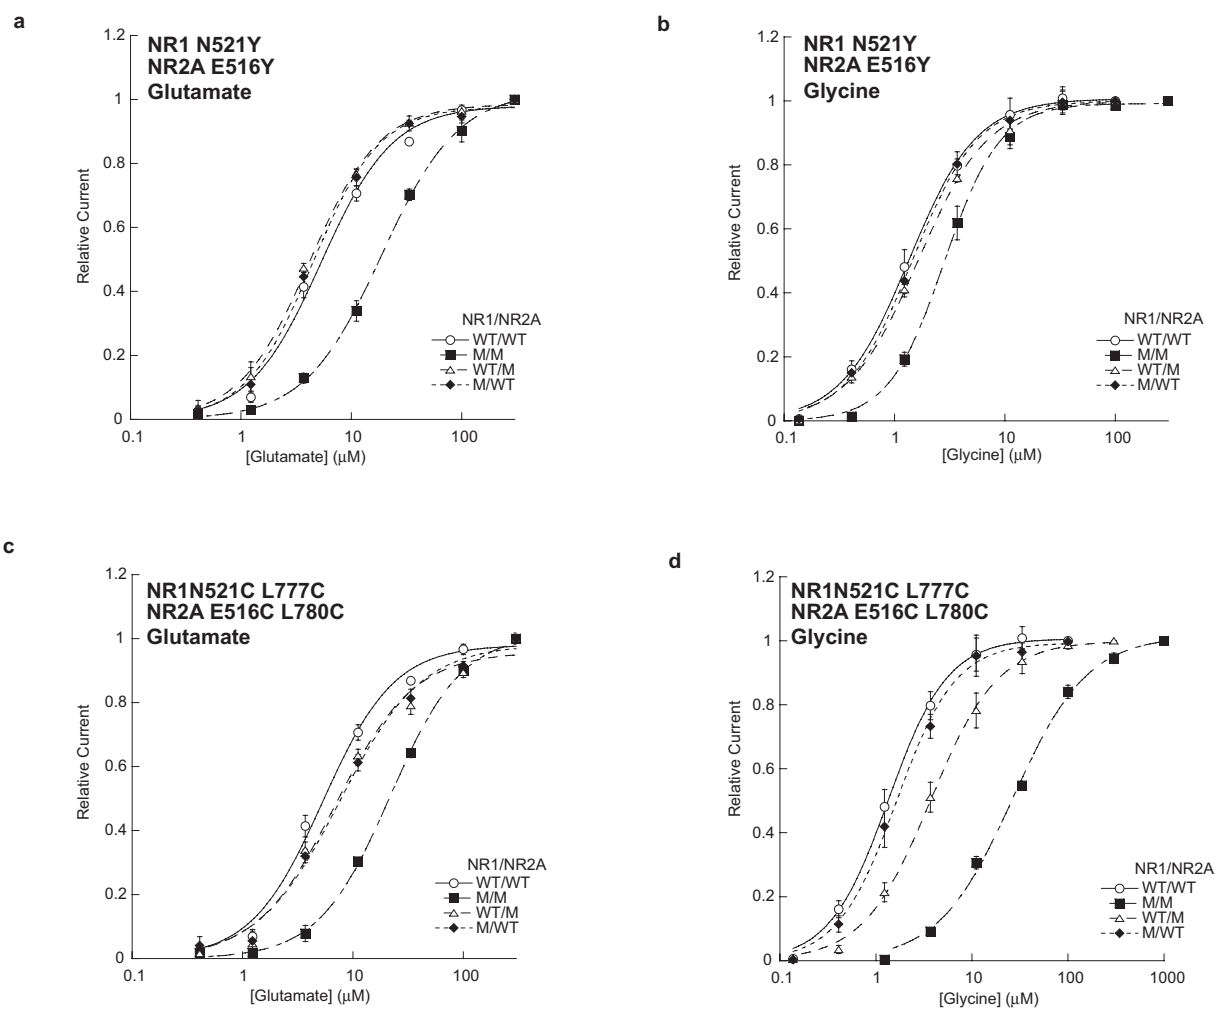 a
NR1 N521Y
NR2A E516Y
Glutamate
1.2
1
0.8
0.6
0.4
0.2
0
Relative Current
NR1/NR2A
WT/WT
M/M
WT/M
M/WT
0.1 1 10 100
[Glutamate] (μM)
b
NR1 N521Y
NR2A E516Y
Glycine
1.2
1
0.8
0.6
0.4
0.2
0
Relative Current
NR1/NR2A
WT/WT
M/M
WT/M
M/WT
0.1 1 10 100
[Glycine] (μM)
c
NR1N521C L777C
NR2A E516C L780C
Glutamate
1.2
1
0.8
0.6
0.4
0.2
0
Relative Current
NR1/NR2A
WT/WT
M/M
WT/M
M/WT
0.1 1 10 100
[Glutamate] (μM)
d
NR1N521C L777C
NR2A E516C L780C
Glycine
1.2
1
0.8
0.6
0.4
0.2
0
Relative Current
NR1/NR2A
WT/WT
M/M
WT/M
M/WT
0.1 1 10 100 1000
[Glycine] (μM)